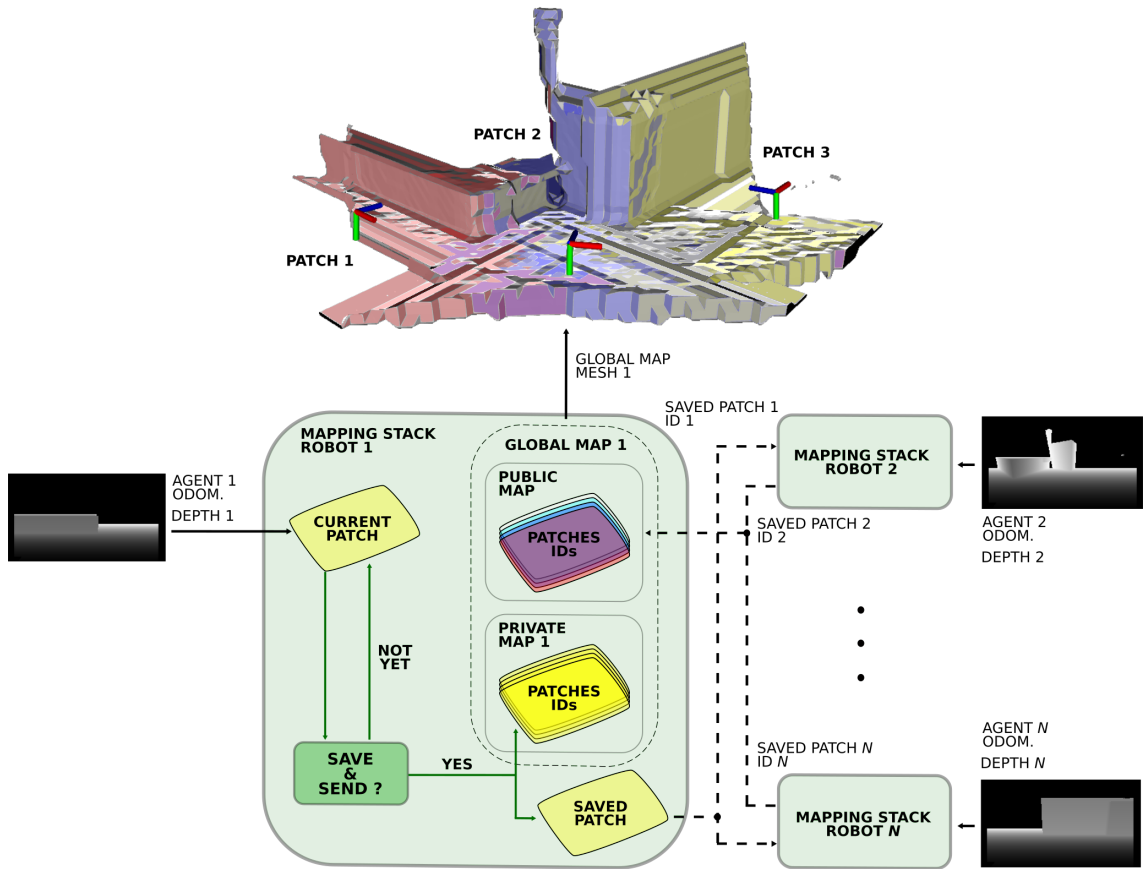 PATCH 2
PATCH 3
PATCH 1
GLOBAL MAP
MESH 1
MAPPING STACK
ROBOT 1
GLOBAL MAP 1
PUBLIC
MAP
PATCHES
IDs
PRIVATE
MAP 1
PATCHES
IDs
AGENT 1
ODOM.
DEPTH 1
CURRENT
PATCH
NOT
YET
SAVE
&
SEND ?
YES
SAVED
PATCH
SAVED PATCH 1
ID 1
MAPPING STACK
ROBOT 2
SAVED PATCH 2
ID 2
AGENT 2
ODOM.
DEPTH 2
SAVED PATCH N
ID N
AGENT N
ODOM.
DEPTH N
MAPPING STACK
ROBOT N